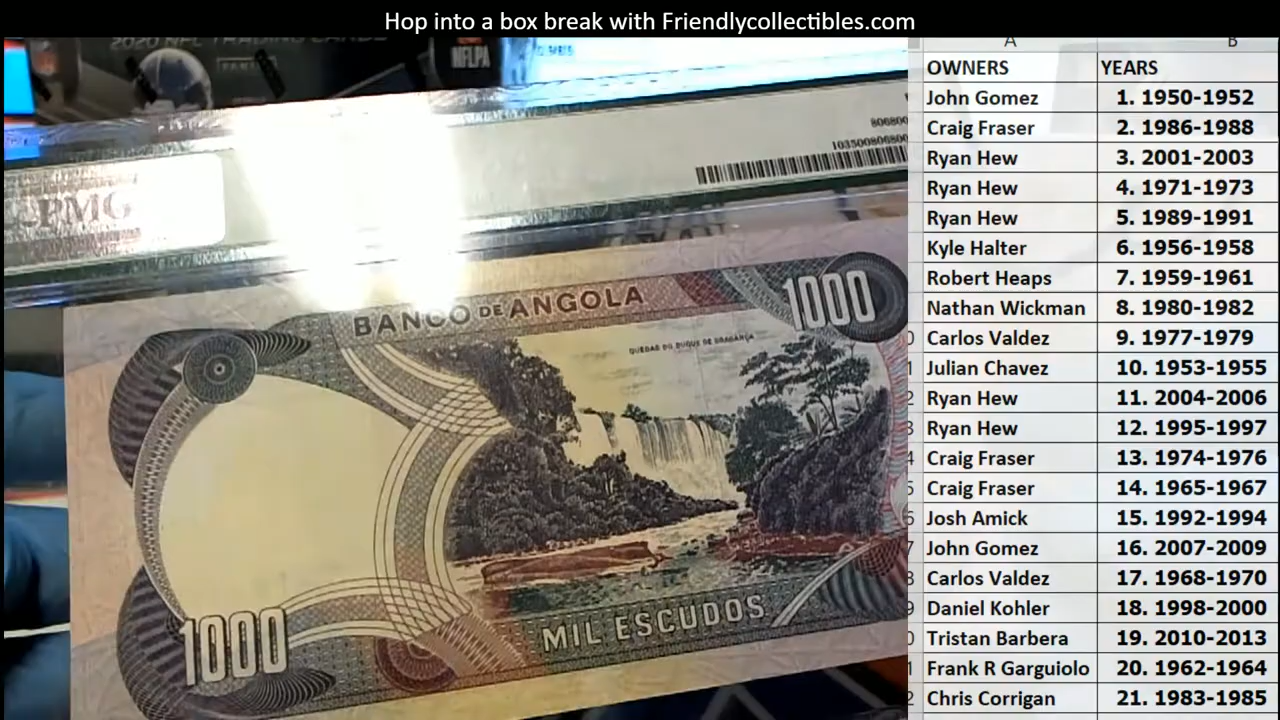 Hop into a box break with Friendlycollectibles.com
2020 NFL TRADING CARDS
PANINI
NFLPA
PMG
BANCO DE ANGOLA
1000
QUEDAS DO DUQUE DE BRAGANÇA
MIL ESCUDOS
1000
A B
OWNERS YEARS
John Gomez 1. 1950-1952
Craig Fraser 2. 1986-1988
Ryan Hew 3. 2001-2003
Ryan Hew 4. 1971-1973
Ryan Hew 5. 1989-1991
Kyle Halter 6. 1956-1958
Robert Heaps 7. 1959-1961
Nathan Wickman 8. 1980-1982
Carlos Valdez 9. 1977-1979
Julian Chavez 10. 1953-1955
Ryan Hew 11. 2004-2006
Ryan Hew 12. 1995-1997
Craig Fraser 13. 1974-1976
Craig Fraser 14. 1965-1967
Josh Amick 15. 1992-1994
John Gomez 16. 2007-2009
Carlos Valdez 17. 1968-1970
Daniel Kohler 18. 1998-2000
Tristan Barbera 19. 2010-2013
Frank R Garguiolo 20. 1962-1964
Chris Corrigan 21. 1983-1985